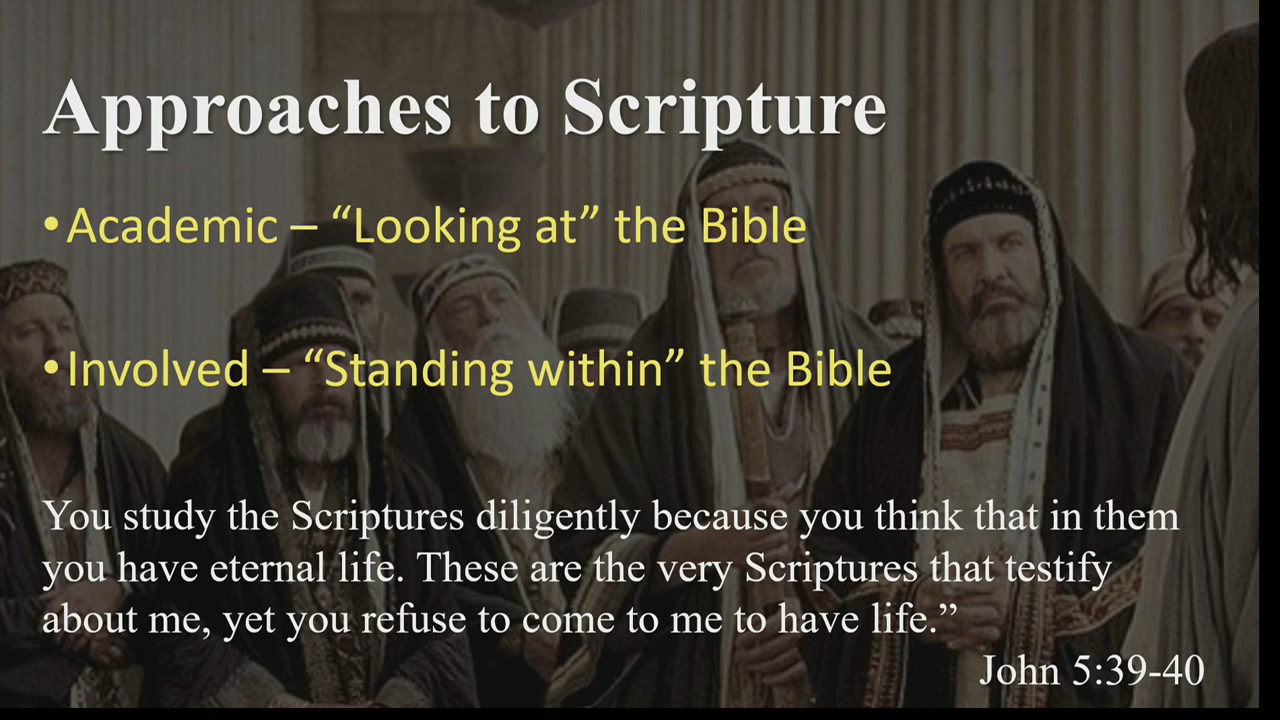 Approaches to Scripture
•Academic – “Looking at” the Bible
•Involved – “Standing within” the Bible
You study the Scriptures diligently because you think that in them
you have eternal life. These are the very Scriptures that testify
about me, yet you refuse to come to me to have life.”
John 5:39-40